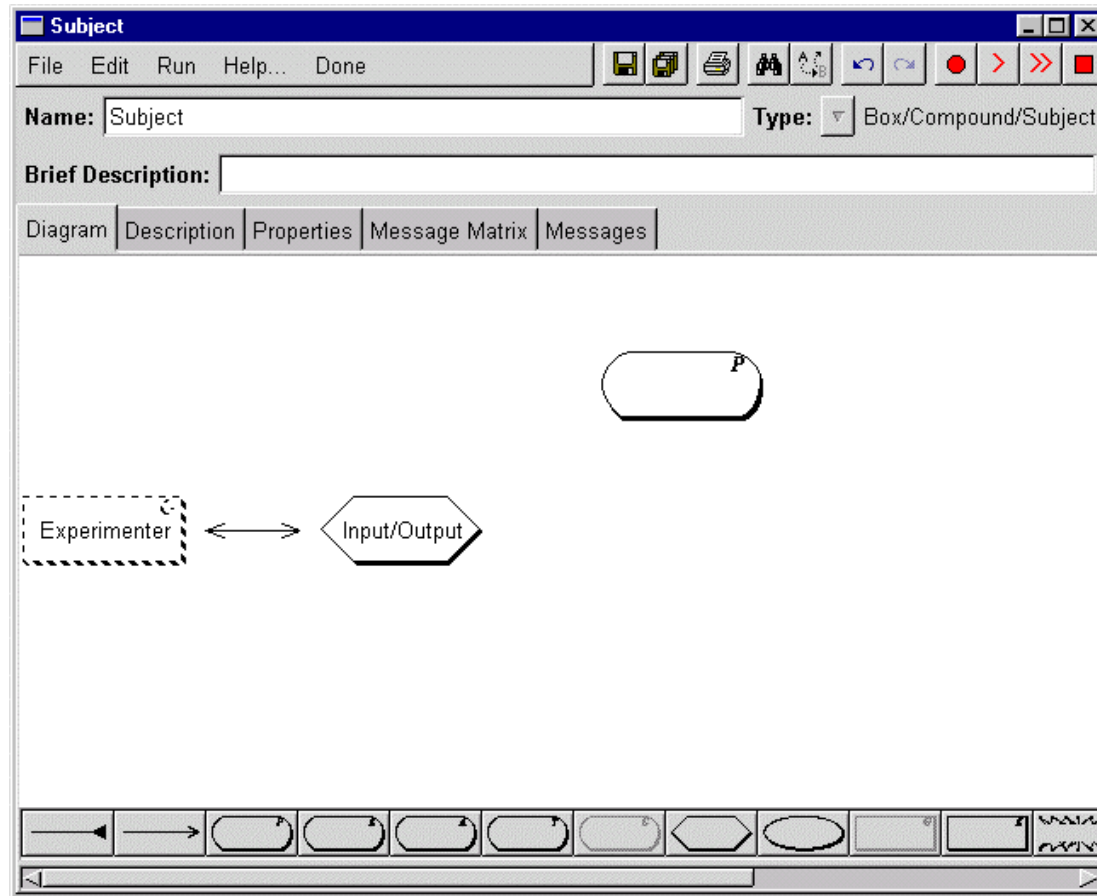 Subject
File Edit Run Help... Done
Name: Subject Type: Box/Compound/Subject
Brief Description:
Diagram Description Properties Message Matrix Messages
P
Experimenter Input/Output